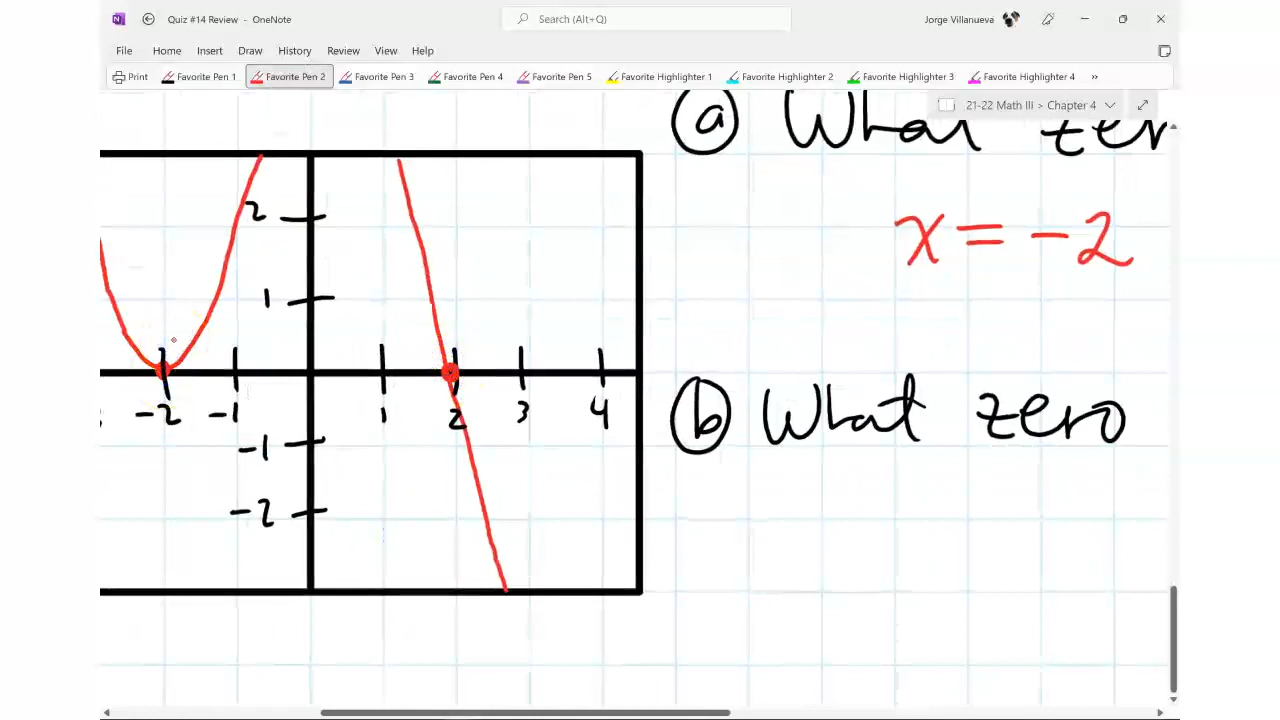 Quiz #14 Review - OneNote
Search (Alt+Q)
Jorge Villanueva
File Home Insert Draw History Review View Help
Print Favorite Pen 1 Favorite Pen 2 Favorite Pen 3 Favorite Pen 4 Favorite Pen 5 Favorite Highlighter 1 Favorite Highlighter 2 Favorite Highlighter 3 Favorite Highlighter 4 »
21-22 Math III > Chapter 4
a What zer
2
x = -2
1
-2 -1 1 2 3 4
b What zero
-1
-2